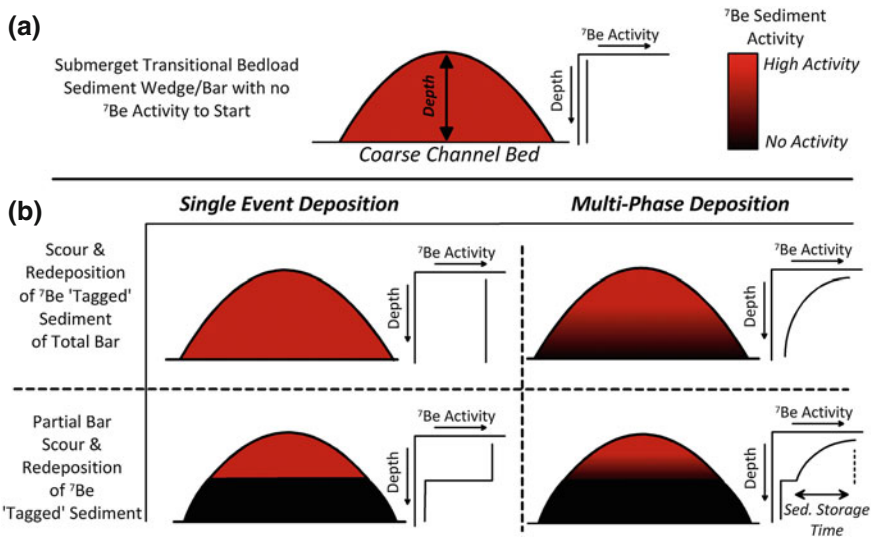 (a)
Submerget Transitional Bedload
Sediment Wedge/Bar with no
⁷Be Activity to Start
Depth
Coarse Channel Bed
⁷Be Activity
Depth
⁷Be Sediment
Activity
High Activity
No Activity
(b)
Single Event Deposition
Multi-Phase Deposition
Scour &
Redeposition
of ⁷Be 'Tagged'
Sediment
of Total Bar
⁷Be Activity
Depth
⁷Be Activity
Depth
Partial Bar
Scour &
Redeposition
of ⁷Be
'Tagged' Sediment
⁷Be Activity
Depth
⁷Be Activity
Depth
Sed. Storage
Time